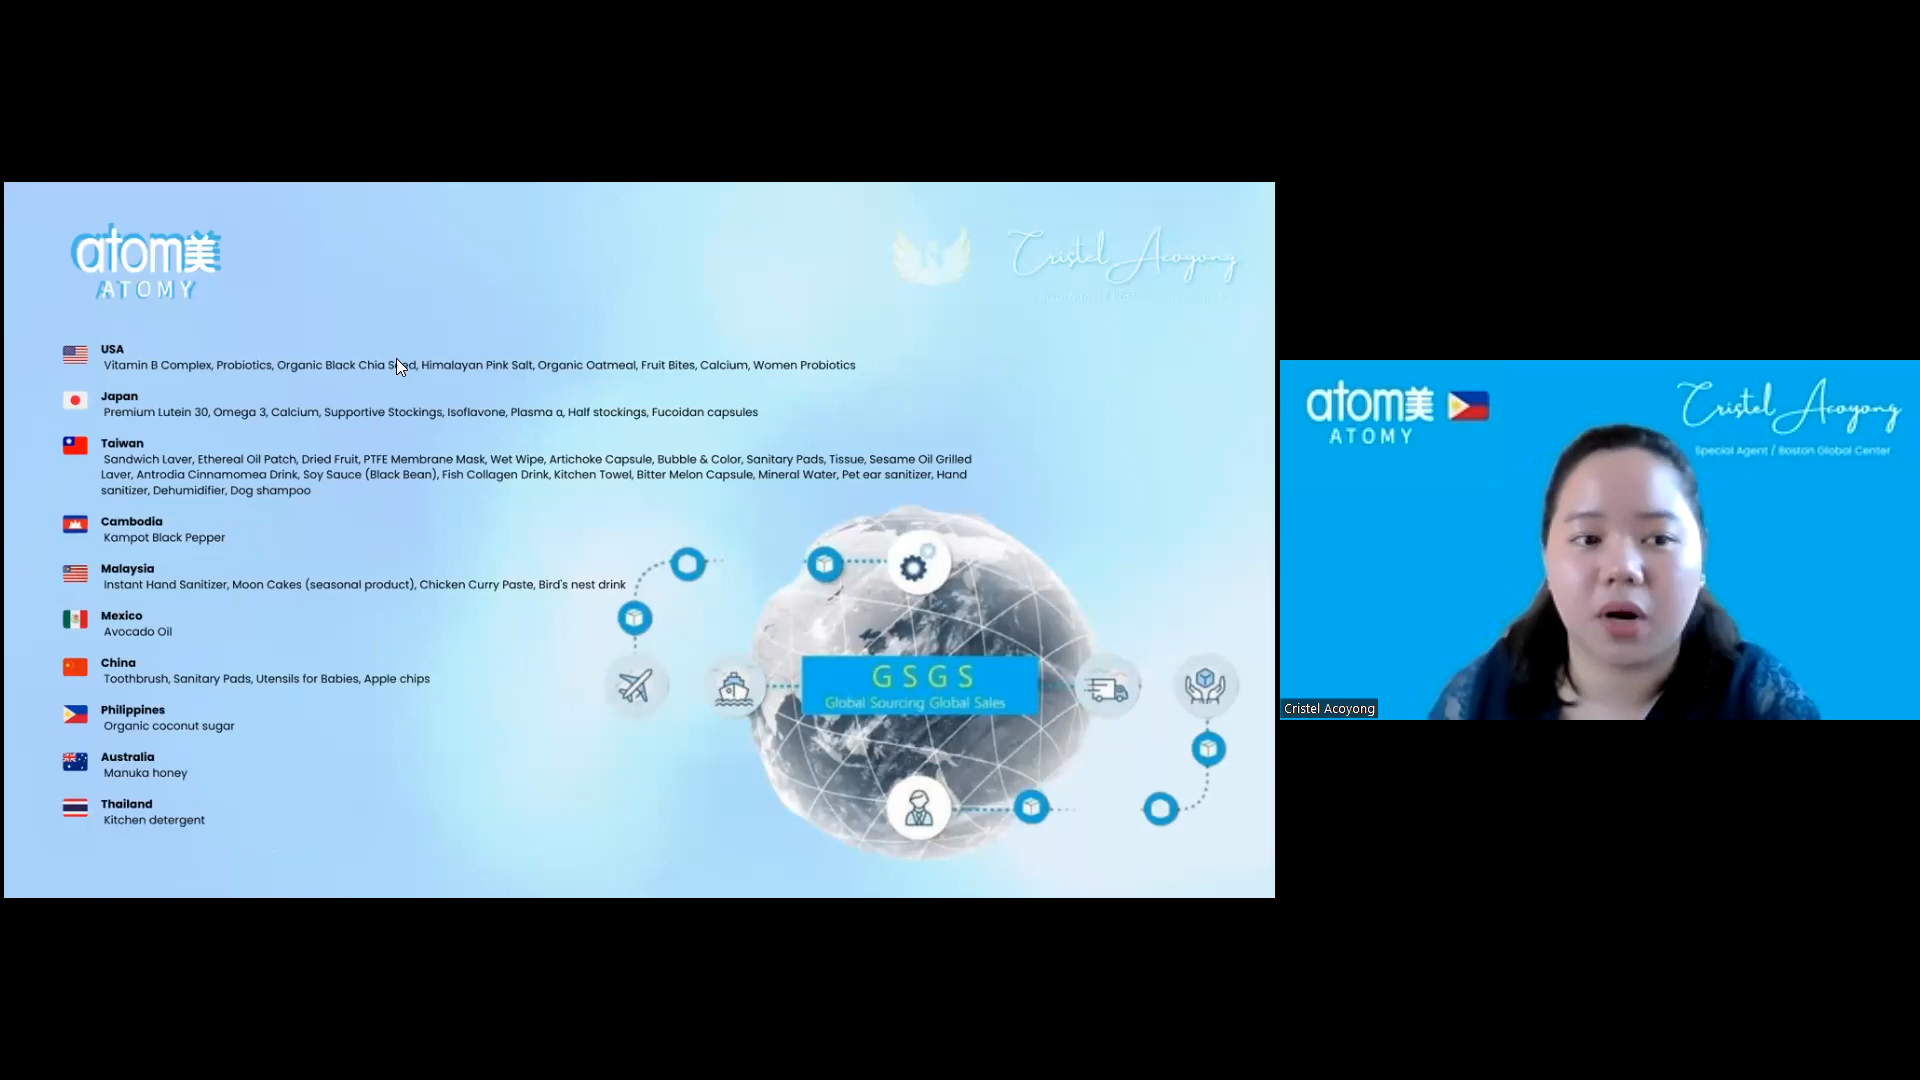 atom美
ATOMY
Cristel Acoyong
USA
Vitamin B Complex, Probiotics, Organic Black Chia Seed, Himalayan Pink Salt, Organic Oatmeal, Fruit Bites, Calcium, Women Probiotics
Japan
Premium Lutein 30, Omega 3, Calcium, Supportive Stockings, Isoflavone, Plasma α, Half stockings, Fucoidan capsules
Taiwan
Sandwich Laver, Ethereal Oil Patch, Dried Fruit, PTFE Membrane Mask, Wet Wipe, Artichoke Capsule, Bubble & Color, Sanitary Pads, Tissue, Sesame Oil Grilled
Laver, Antrodia Cinnamomea Drink, Soy Sauce (Black Bean), Fish Collagen Drink, Kitchen Towel, Bitter Melon Capsule, Mineral Water, Pet ear sanitizer, Hand
sanitizer, Dehumidifier, Dog shampoo
Cambodia
Kampot Black Pepper
Malaysia
Instant Hand Sanitizer, Moon Cakes (seasonal product), Chicken Curry Paste, Bird's nest drink
Mexico
Avocado Oil
China
Toothbrush, Sanitary Pads, Utensils for Babies, Apple chips
Philippines
Organic coconut sugar
Australia
Manuka honey
Thailand
Kitchen detergent
GSGS
Global Sourcing Global Sales
atom美
ATOMY
Cristel Acoyong
Special Agent / Boston Global Center
Cristel Acoyong